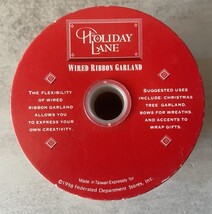 HOLIDAY
LANE
WIRED RIBBON GARLAND
THE FLEXIBILITY
OF WIRED
RIBBON GARLAND
ALLOWS YOU
TO EXPRESS YOUR
OWN CREATIVITY.
SUGGESTED USES
INCLUDE: CHRISTMAS
TREE GARLAND,
BOWS FOR WREATHS,
AND ACCENTS TO
WRAP GIFTS.
Made in Taiwan Expressly for
©1998 Federated Department Stores, Inc.